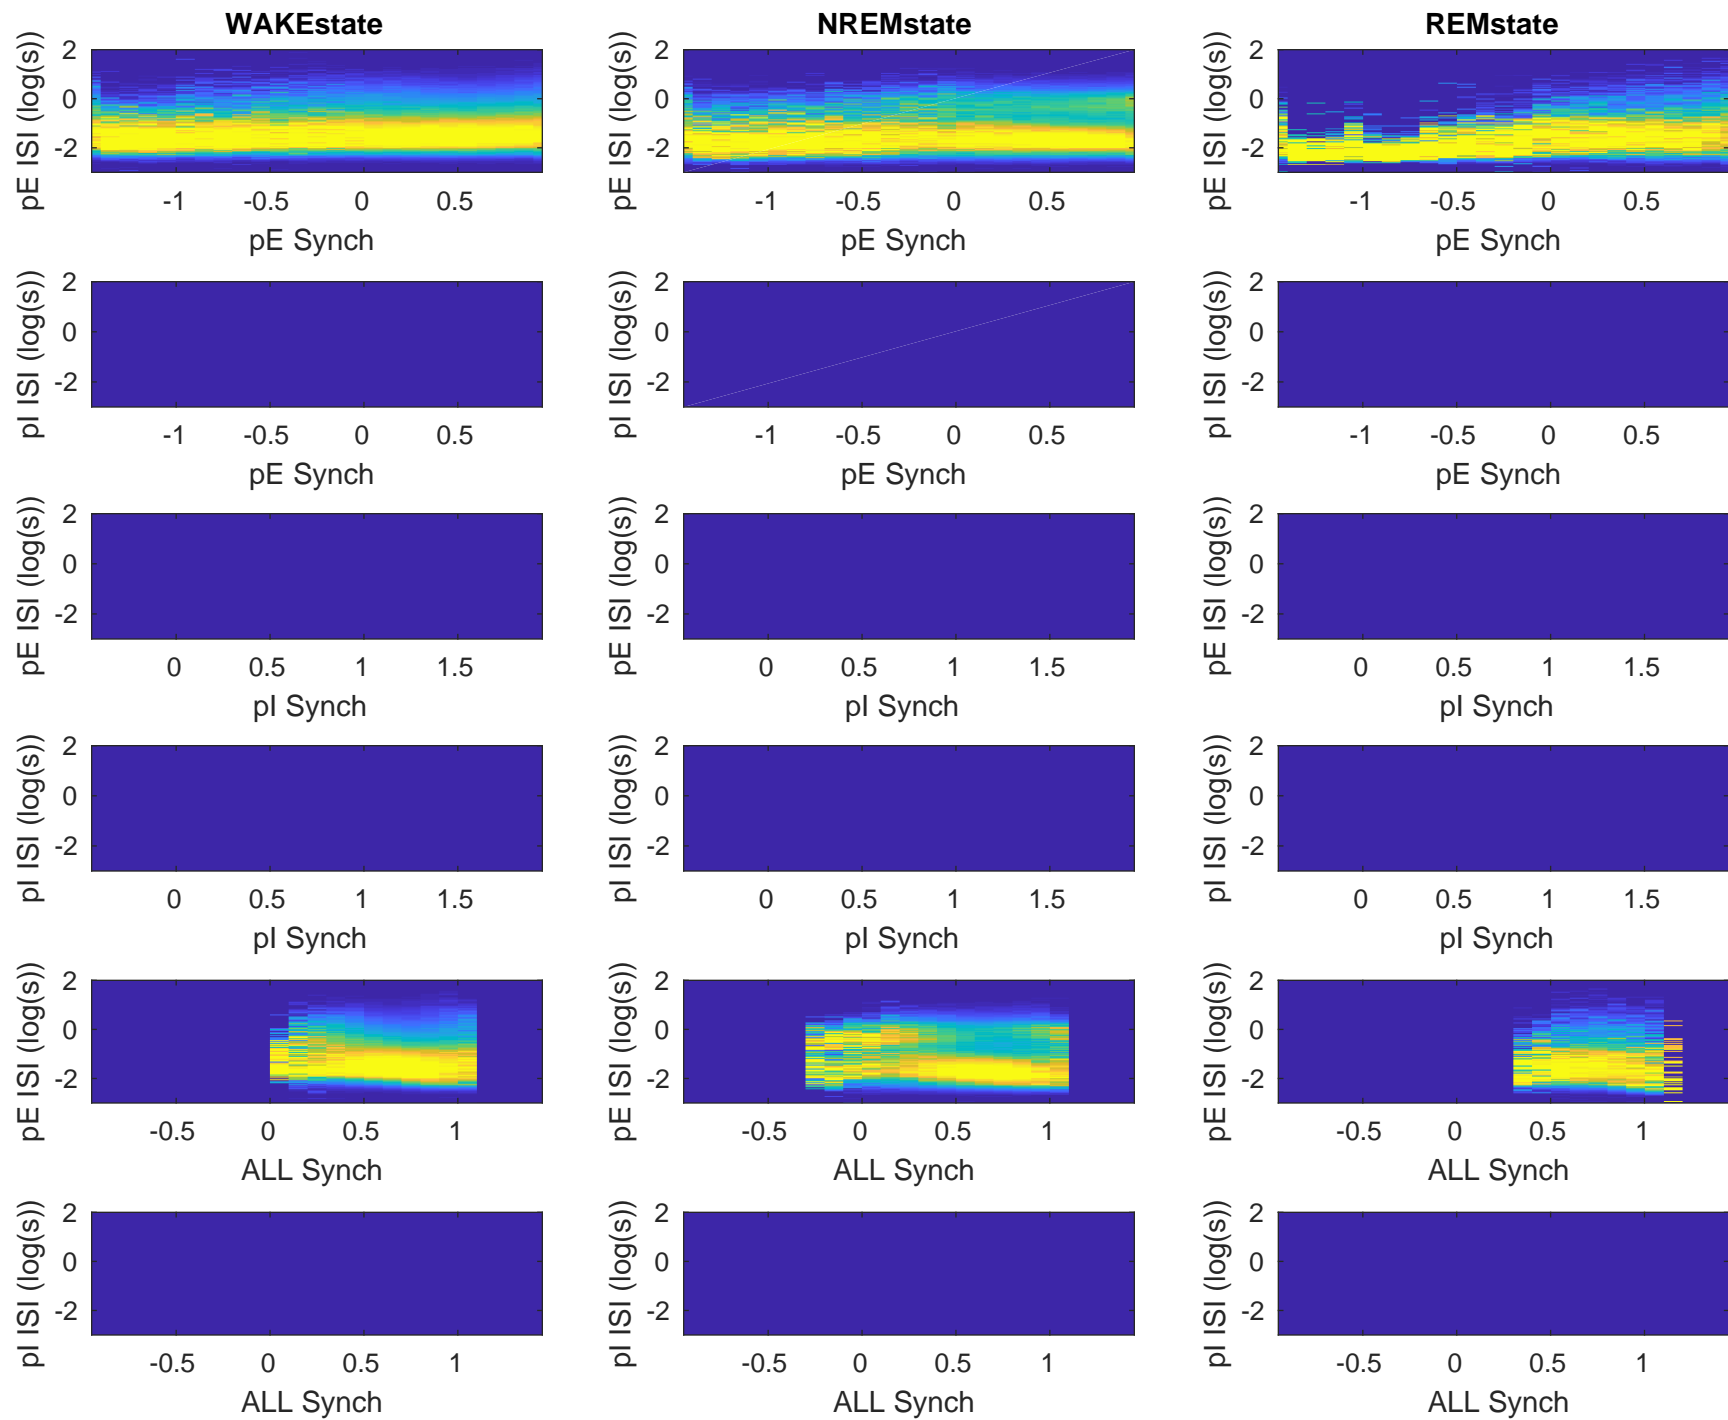 WAKEstate NREMstate REMstate
pE ISI (log(s)) 2 0 -2 pE ISI (log(s)) 2 0 -2 pE ISI (log(s)) 2 0 -2
-1 -0.5 0 0.5 -1 -0.5 0 0.5 -1 -0.5 0 0.5
pE Synch pE Synch pE Synch
pI ISI (log(s)) 2 0 -2 pI ISI (log(s)) 2 0 -2 pI ISI (log(s)) 2 0 -2
-1 -0.5 0 0.5 -1 -0.5 0 0.5 -1 -0.5 0 0.5
pE Synch pE Synch pE Synch
pE ISI (log(s)) 2 0 -2 pE ISI (log(s)) 2 0 -2 pE ISI (log(s)) 2 0 -2
0 0.5 1 1.5 0 0.5 1 1.5 0 0.5 1 1.5
pI Synch pI Synch pI Synch
pI ISI (log(s)) 2 0 -2 pI ISI (log(s)) 2 0 -2 pI ISI (log(s)) 2 0 -2
0 0.5 1 1.5 0 0.5 1 1.5 0 0.5 1 1.5
pI Synch pI Synch pI Synch
pE ISI (log(s)) 2 0 -2 pE ISI (log(s)) 2 0 -2 pE ISI (log(s)) 2 0 -2
-0.5 0 0.5 1 -0.5 0 0.5 1 -0.5 0 0.5 1
ALL Synch ALL Synch ALL Synch
pI ISI (log(s)) 2 0 -2 pI ISI (log(s)) 2 0 -2 pI ISI (log(s)) 2 0 -2
-0.5 0 0.5 1 -0.5 0 0.5 1 -0.5 0 0.5 1
ALL Synch ALL Synch ALL Synch